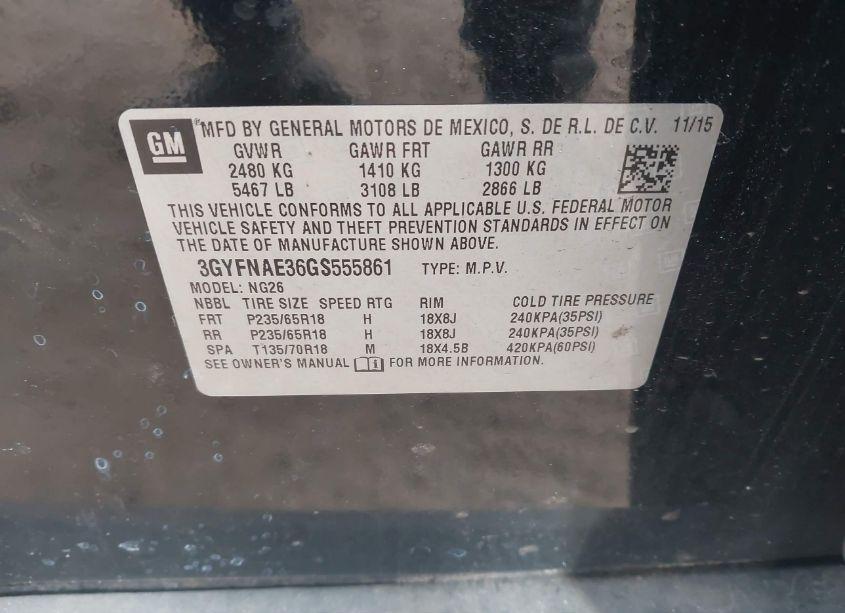 GM ®MFD BY GENERAL MOTORS DE MEXICO, S. DE R.L. DE C.V. 11/15
GVWR GAWR FRT GAWR RR
2480 KG 1410 KG 1300 KG
5467 LB 3108 LB 2866 LB
THIS VEHICLE CONFORMS TO ALL APPLICABLE U.S. FEDERAL MOTOR
VEHICLE SAFETY AND THEFT PREVENTION STANDARDS IN EFFECT ON
THE DATE OF MANUFACTURE SHOWN ABOVE.
3GYFNAE36GS555861 TYPE: M.P.V.
MODEL: NG26
NBBL TIRE SIZE SPEED RTG RIM COLD TIRE PRESSURE
FRT P235/65R18 H 18X8J 240KPA(35PSI)
RR P235/65R18 H 18X8J 240KPA(35PSI)
SPA T135/70R18 M 18X4.5B 420KPA(60PSI)
SEE OWNER'S MANUAL FOR MORE INFORMATION.